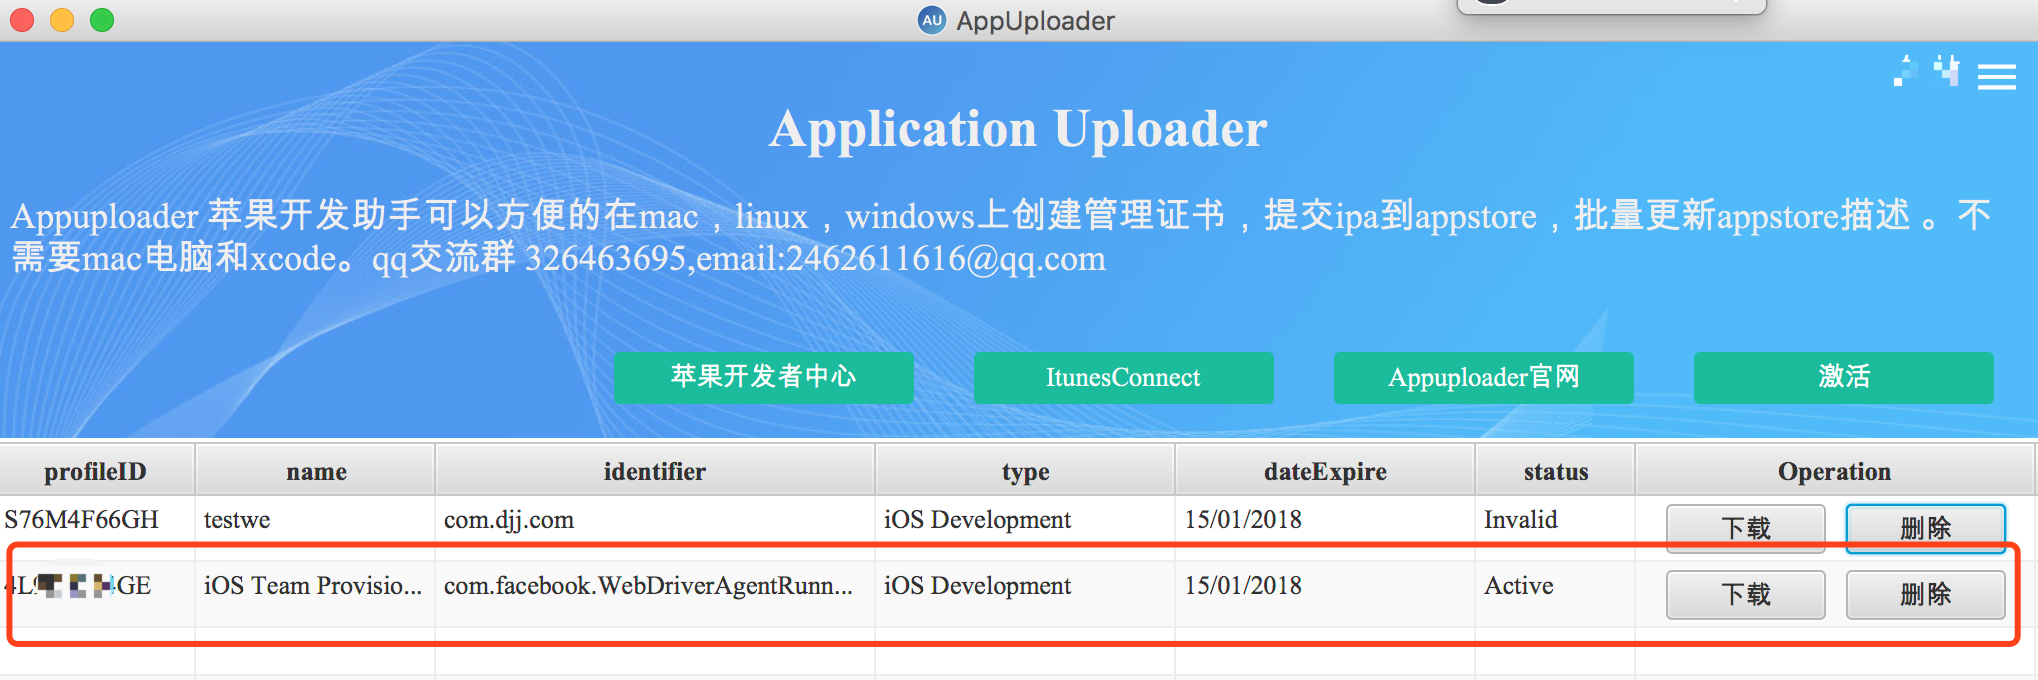 AU AppUploader
Application Uploader
Appuploader 苹果开发助手可以方便的在mac，linux，windows上创建管理证书，提交ipa到appstore，批量更新appstore描述 。不
需要mac电脑和xcode。qq交流群 326463695,email:2462611616@qq.com
苹果开发者中心 ItunesConnect Appuploader官网 激活
profileID name identifier type dateExpire status Operation
S76M4F66GH testwe com.djj.com iOS Development 15/01/2018 Invalid 下载 删除
iOS Team Provisio... com.facebook.WebDriverAgentRunn... iOS Development 15/01/2018 Active 下载 删除